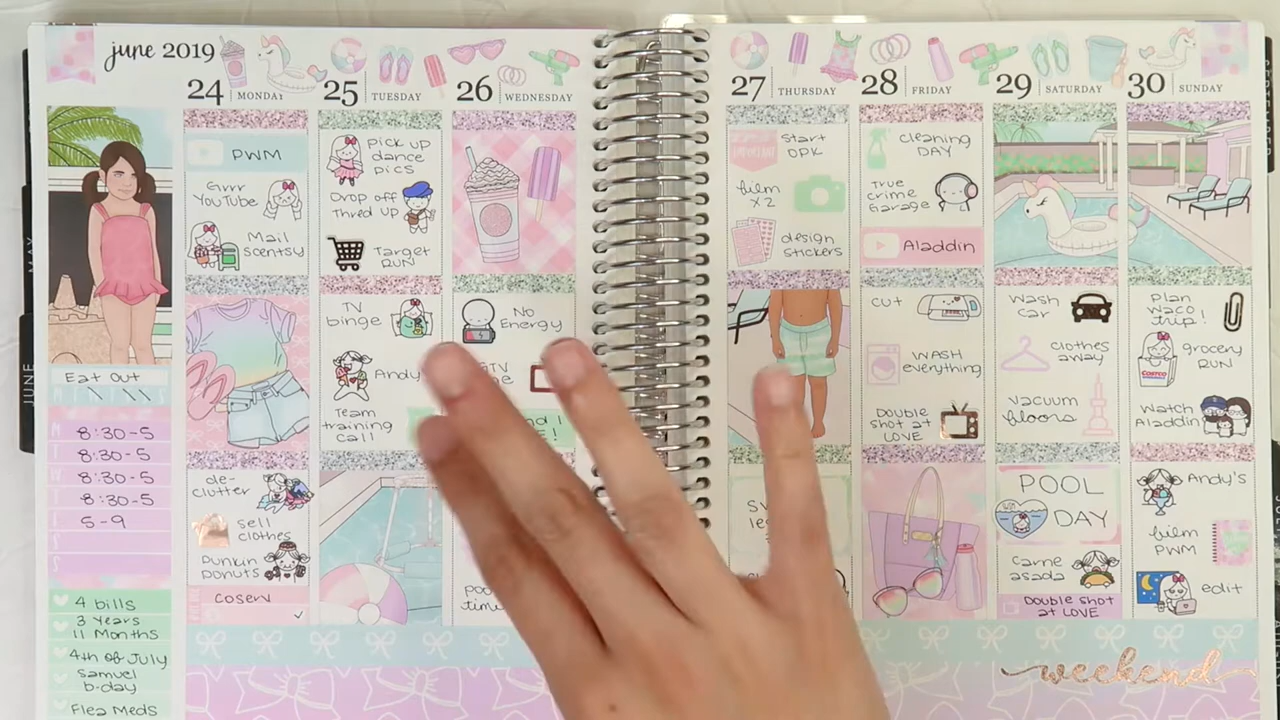 june 2019
24 MONDAY
25 TUESDAY
26 WEDNESDAY
27 THURSDAY
28 FRIDAY
29 SATURDAY
30 SUNDAY
Eat Out
8:30-5
8:30-5
8:30-5
8:30-5
5-9
4 bills
3 Years
11 Months
4th of July
Samuel
b-day
Flea Meds
PWM
Grrr
YouTube
Mail
scentsy
de-
clutter
sell
clothes
Dunkin
Donuts
Coserv
Pick up
dance
pics
Drop off
Thred up
Target
RUN
TV
binge
Andy
Team
training
call
No
Energy
start
DPK
film
x2
design
stickers
cleaning
DAY
True
crime
Garage
Aladdin
cut
WASH
everything
Double
shot at
LOVE
Wash
car
clothes
away
vacuum
floors
POOL
DAY
Carne
asada
Double shot
at LOVE
Plan
Waco
Trip!
grocery
RUN
COSTCO
Watch
Aladdin
Andy's
film
PWM
edit
weekend
JUNE
MAY